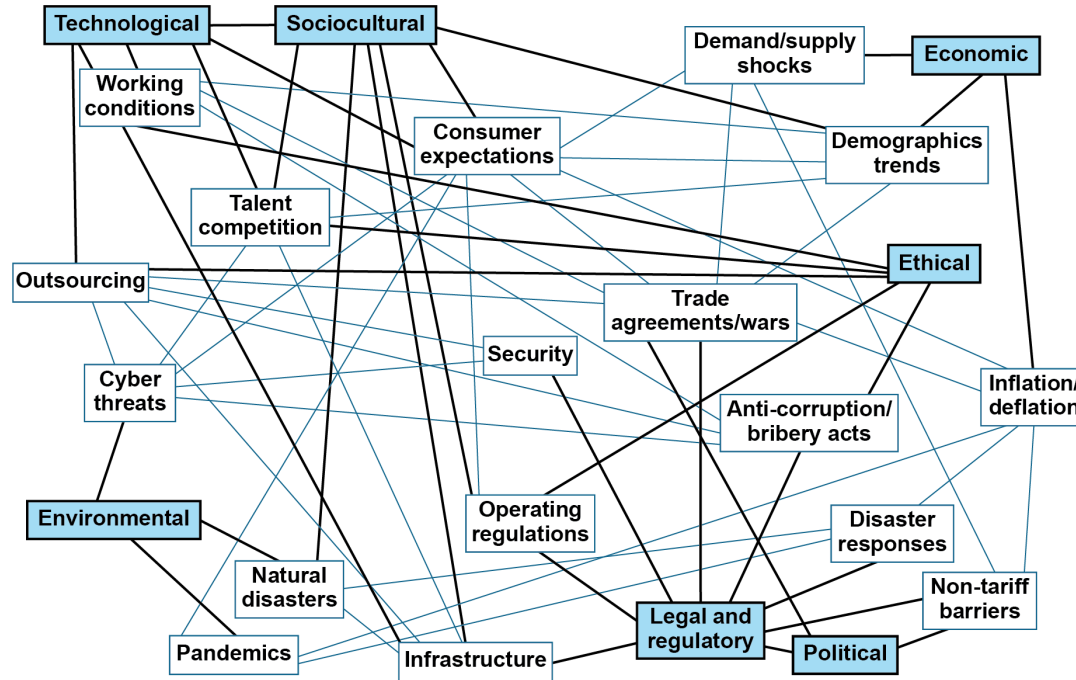 Technological
Sociocultural
Demand/supply
shocks
Economic
Working
conditions
Consumer
expectations
Demographics
trends
Talent
competition
Ethical
Outsourcing
Trade
agreements/wars
Security
Cyber
threats
Inflation/
deflation
Anti-corruption/
bribery acts
Environmental
Operating
regulations
Disaster
responses
Natural
disasters
Non-tariff
barriers
Legal and
regulatory
Pandemics
Infrastructure
Political